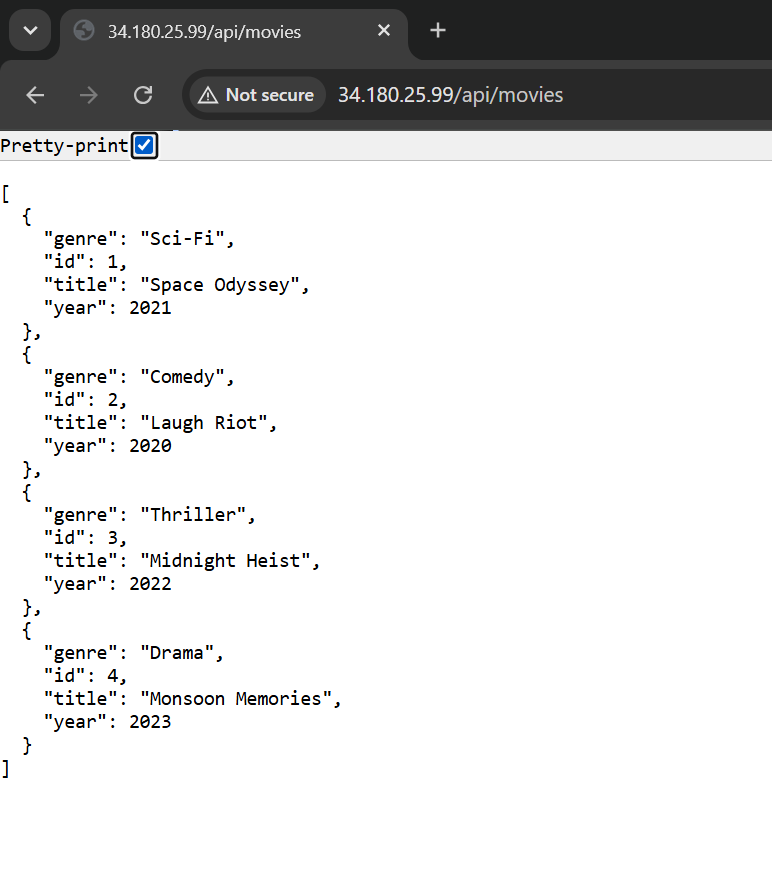 34.180.25.99/api/movies
Not secure
34.180.25.99/api/movies
Pretty-print
[
  {
    "genre": "Sci-Fi",
    "id": 1,
    "title": "Space Odyssey",
    "year": 2021
  },
  {
    "genre": "Comedy",
    "id": 2,
    "title": "Laugh Riot",
    "year": 2020
  },
  {
    "genre": "Thriller",
    "id": 3,
    "title": "Midnight Heist",
    "year": 2022
  },
  {
    "genre": "Drama",
    "id": 4,
    "title": "Monsoon Memories",
    "year": 2023
  }
]